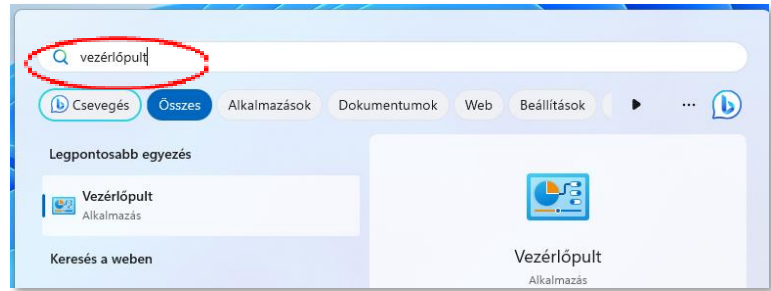 vezérlőpult
Csevegés Összes Alkalmazások Dokumentumok Web Beállítások ...
Legpontosabb egyezés
Vezérlőpult
Alkalmazás
Keresés a weben
Vezérlőpult
Alkalmazás